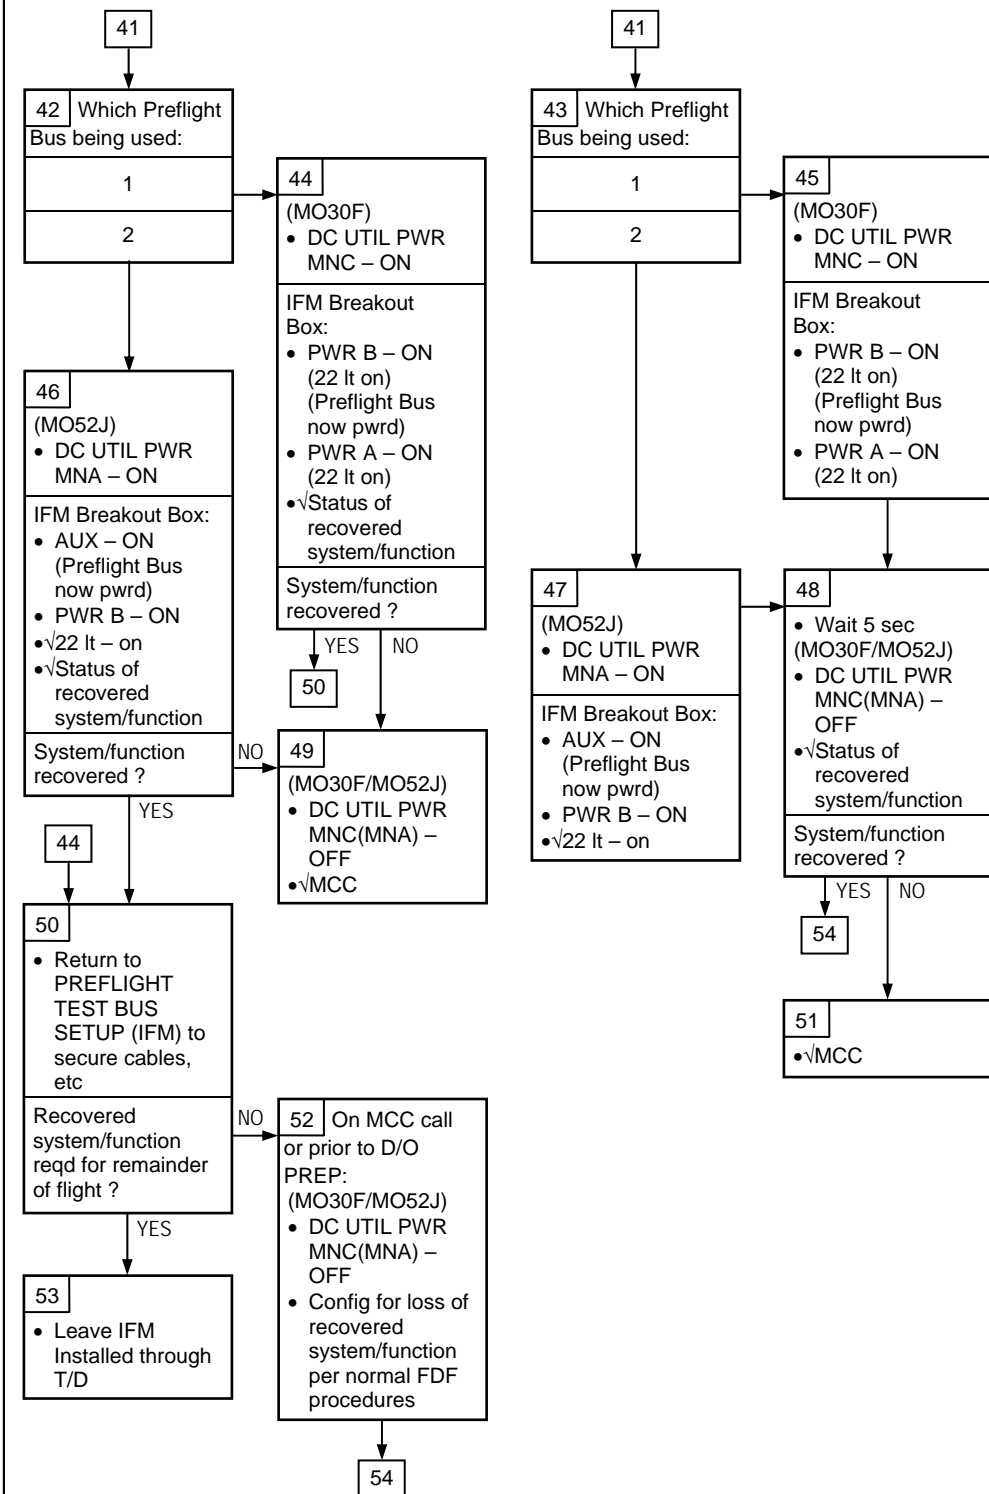 41
42 Which Preflight
Bus being used:
1
2
44
(MO30F)
• DC UTIL PWR
MNC – ON
IFM Breakout
Box:
• PWR B – ON
(22 lt on)
(Preflight Bus
now pwrd)
• PWR A – ON
(22 lt on)
•√Status of
recovered
system/function
System/function
recovered ?
YES
NO
50
46
(MO52J)
• DC UTIL PWR
MNA – ON
IFM Breakout Box:
• AUX – ON
(Preflight Bus
now pwrd)
• PWR B – ON
•√22 lt – on
•√Status of
recovered
system/function
System/function
recovered ?
NO
YES
49
(MO30F/MO52J)
• DC UTIL PWR
MNC(MNA) –
OFF
•√MCC
44
50
• Return to
PREFLIGHT
TEST BUS
SETUP (IFM) to
secure cables,
etc
Recovered
system/function
reqd for remainder
of flight ?
NO
YES
52 On MCC call
or prior to D/O
PREP:
(MO30F/MO52J)
• DC UTIL PWR
MNC(MNA) –
OFF
• Config for loss of
recovered
system/function
per normal FDF
procedures
54
53
• Leave IFM
Installed through
T/D
41
43 Which Preflight
Bus being used:
1
2
45
(MO30F)
• DC UTIL PWR
MNC – ON
IFM Breakout
Box:
• PWR B – ON
(22 lt on)
(Preflight Bus
now pwrd)
• PWR A – ON
(22 lt on)
47
(MO52J)
• DC UTIL PWR
MNA – ON
IFM Breakout Box:
• AUX – ON
(Preflight Bus
now pwrd)
• PWR B – ON
•√22 lt – on
48
• Wait 5 sec
(MO30F/MO52J)
• DC UTIL PWR
MNC(MNA) –
OFF
•√Status of
recovered
system/function
System/function
recovered ?
YES
NO
54
51
•√MCC